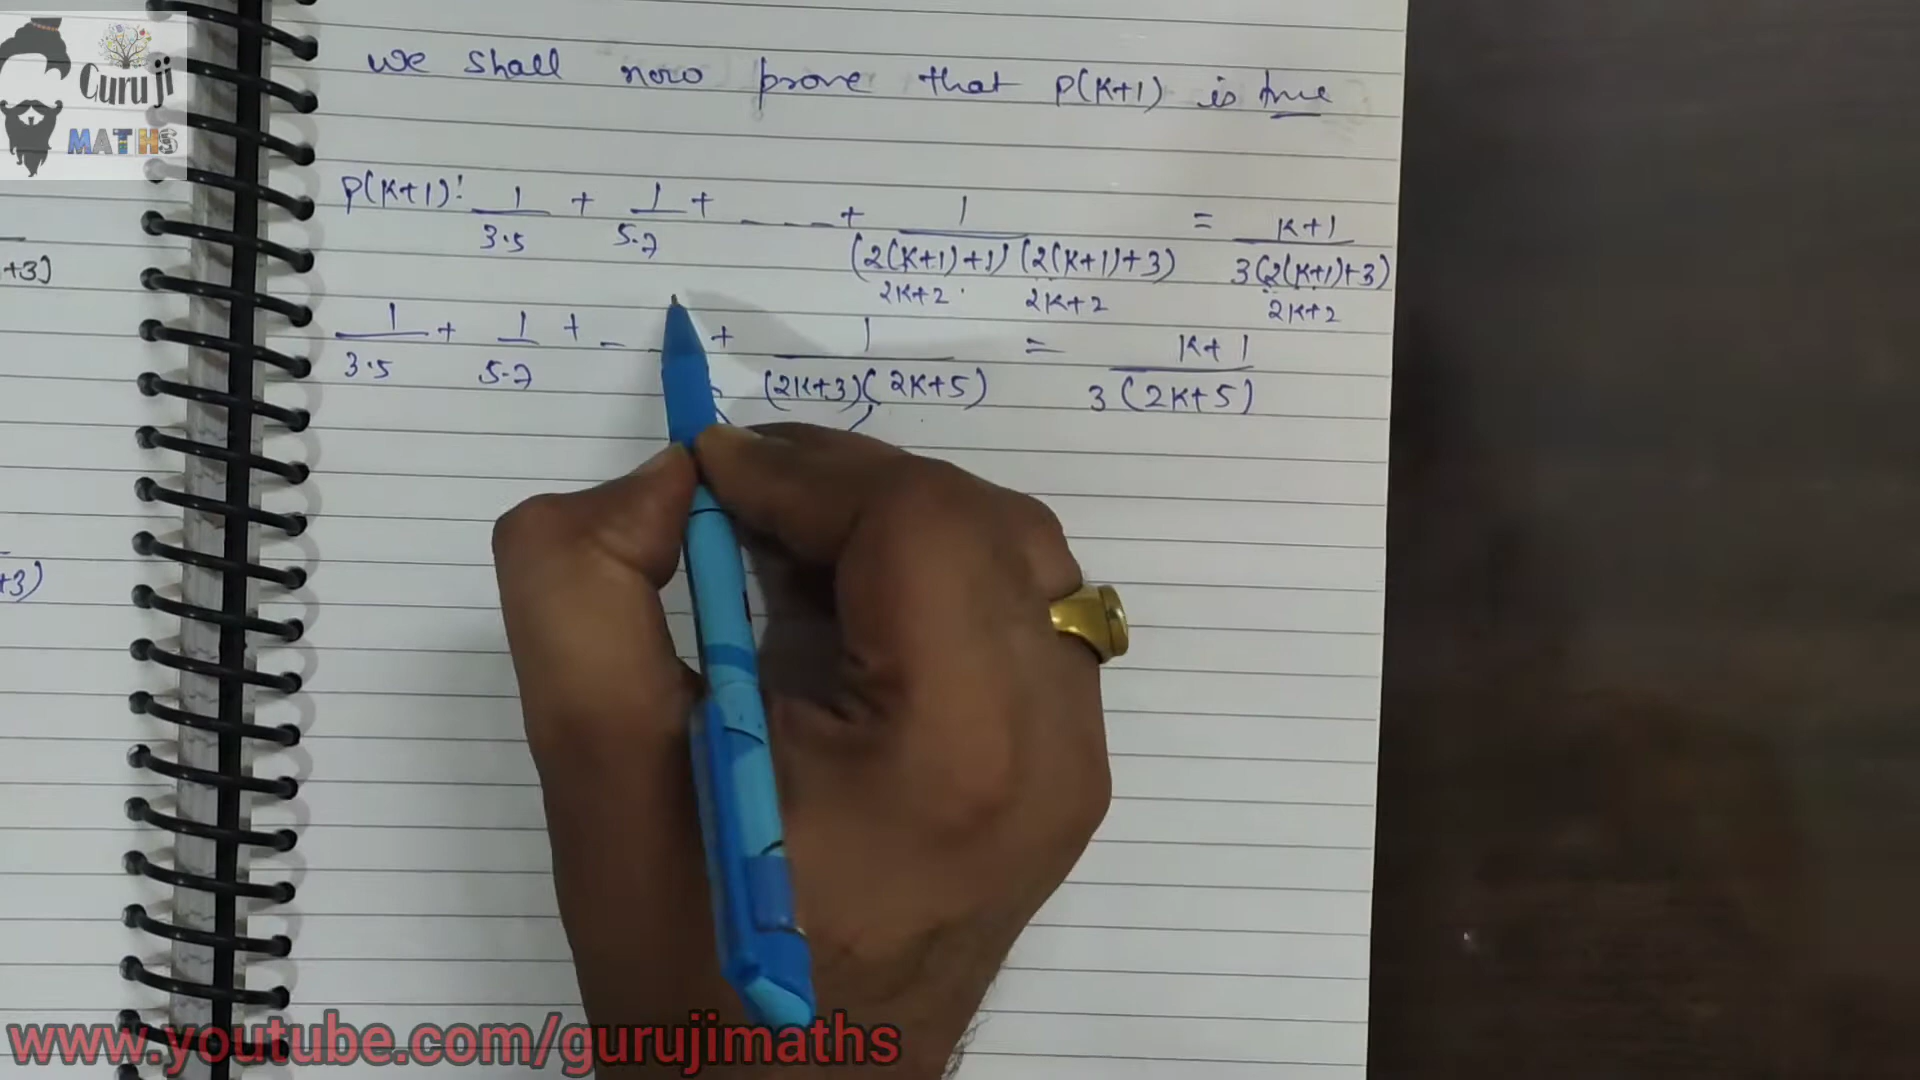 Guruji
MATHS
we shall now prove that P(K+1) is true
P(K+1): 1/3.5 + 1/5.7 + - - - + 1/(2(K+1)+1)(2(K+1)+3) = K+1/3(2(K+1)+3)
2K+2 2K+2 2K+2
1/3.5 + 1/5.7 + - - + 1/(2K+3)(2K+5) = K+1/3(2K+5)
+3)
+3)
www.youtube.com/gurujimaths